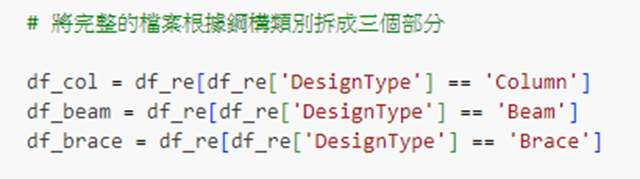 # 將完整的檔案根據鋼構類別拆成三個部分
df_col = df_re[df_re['DesignType'] == 'Column']
df_beam = df_re[df_re['DesignType'] == 'Beam']
df_brace = df_re[df_re['DesignType'] == 'Brace']